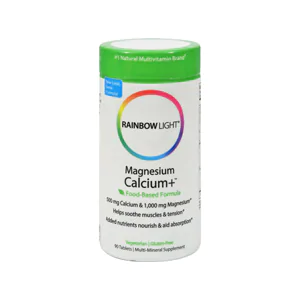 #1 Natural Multivitamin Brand
RAINBOW LIGHT®
Magnesium
Calcium+™
Food-Based Formula
500 mg Calcium & 1,000 mg Magnesium*
Helps soothe muscles & tension*
Added nutrients nourish & aid absorption*
Vegetarian | Gluten-Free
90 Tablets | Multi-Mineral Supplement